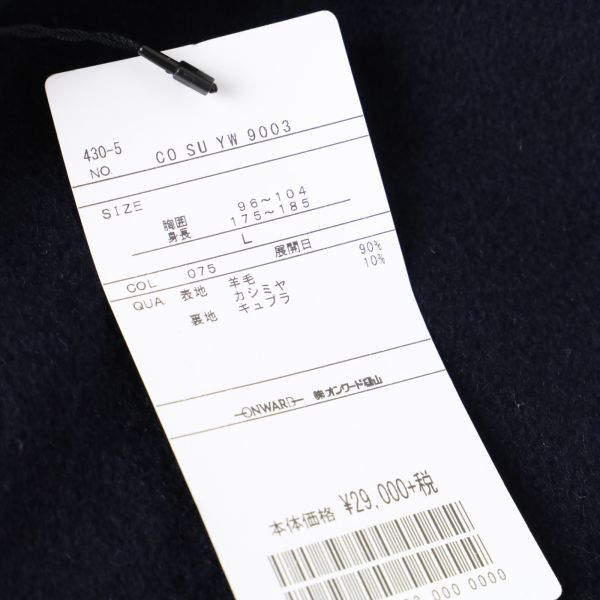 430-5
NO. CO SU YW 9003
SIZE
胸囲 96～104
身長 175～185
L
展開日
COL 075
QUA 表地 羊毛 90%
カシミヤ 10%
裏地 キュプラ
ONWARD ㈱オンワード樫山
本体価格 ¥29,000+税
000 0000